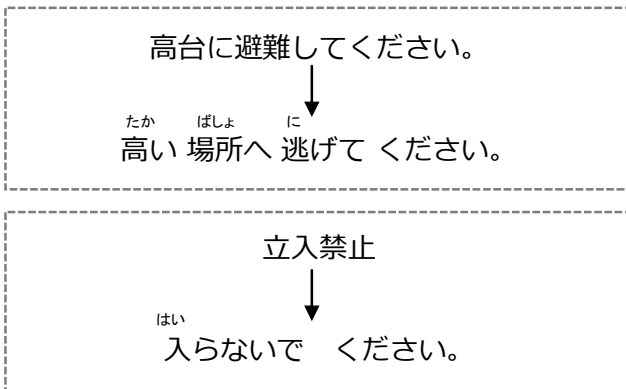 高台に避難してください。
たか ばしょ に
高い 場所へ 逃げて ください。
立入禁止
はい
入らないで　ください。